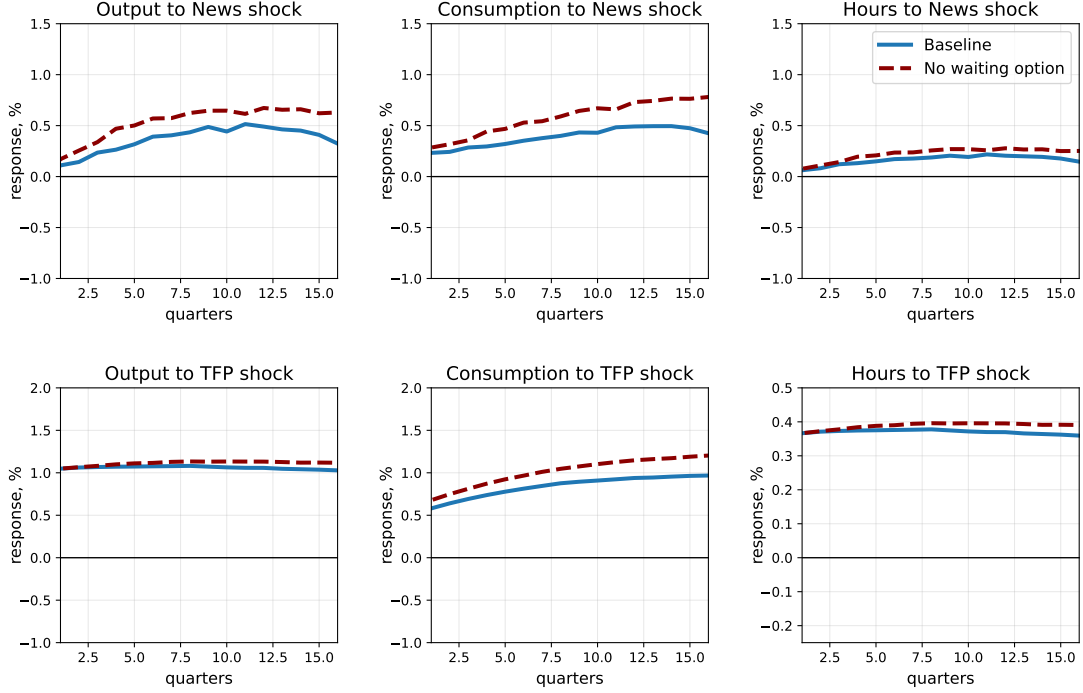 Output to News shock
response, %
1.5
1.0
0.5
0.0
−0.5
−1.0
2.5 5.0 7.5 10.0 12.5 15.0
quarters
Consumption to News shock
response, %
1.5
1.0
0.5
0.0
−0.5
−1.0
2.5 5.0 7.5 10.0 12.5 15.0
quarters
Hours to News shock
Baseline
No waiting option
response, %
1.5
1.0
0.5
0.0
−0.5
−1.0
2.5 5.0 7.5 10.0 12.5 15.0
quarters
Output to TFP shock
response, %
2.0
1.5
1.0
0.5
0.0
−0.5
−1.0
2.5 5.0 7.5 10.0 12.5 15.0
quarters
Consumption to TFP shock
response, %
2.0
1.5
1.0
0.5
0.0
−0.5
−1.0
2.5 5.0 7.5 10.0 12.5 15.0
quarters
Hours to TFP shock
response, %
0.5
0.4
0.3
0.2
0.1
0.0
−0.1
−0.2
2.5 5.0 7.5 10.0 12.5 15.0
quarters